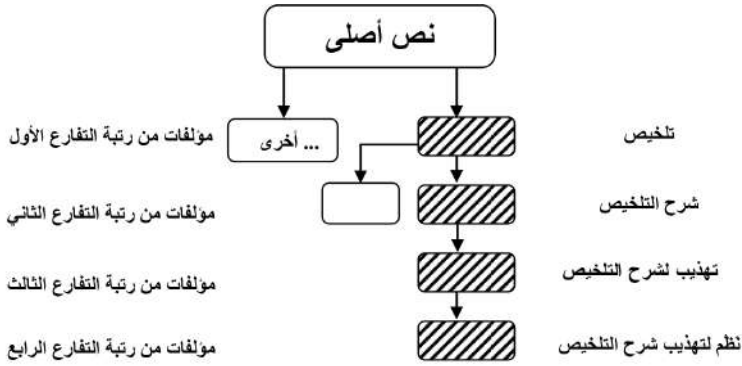 نص أصلى
تلخيص
... أخرى
مؤلفات من رتبة التفارع الأول
شرح التلخيص
مؤلفات من رتبة التفارع الثاني
تهذيب لشرح التلخيص
مؤلفات من رتبة التفارع الثالث
نظم لتهذيب شرح التلخيص
مؤلفات من رتبة التفارع الرابع